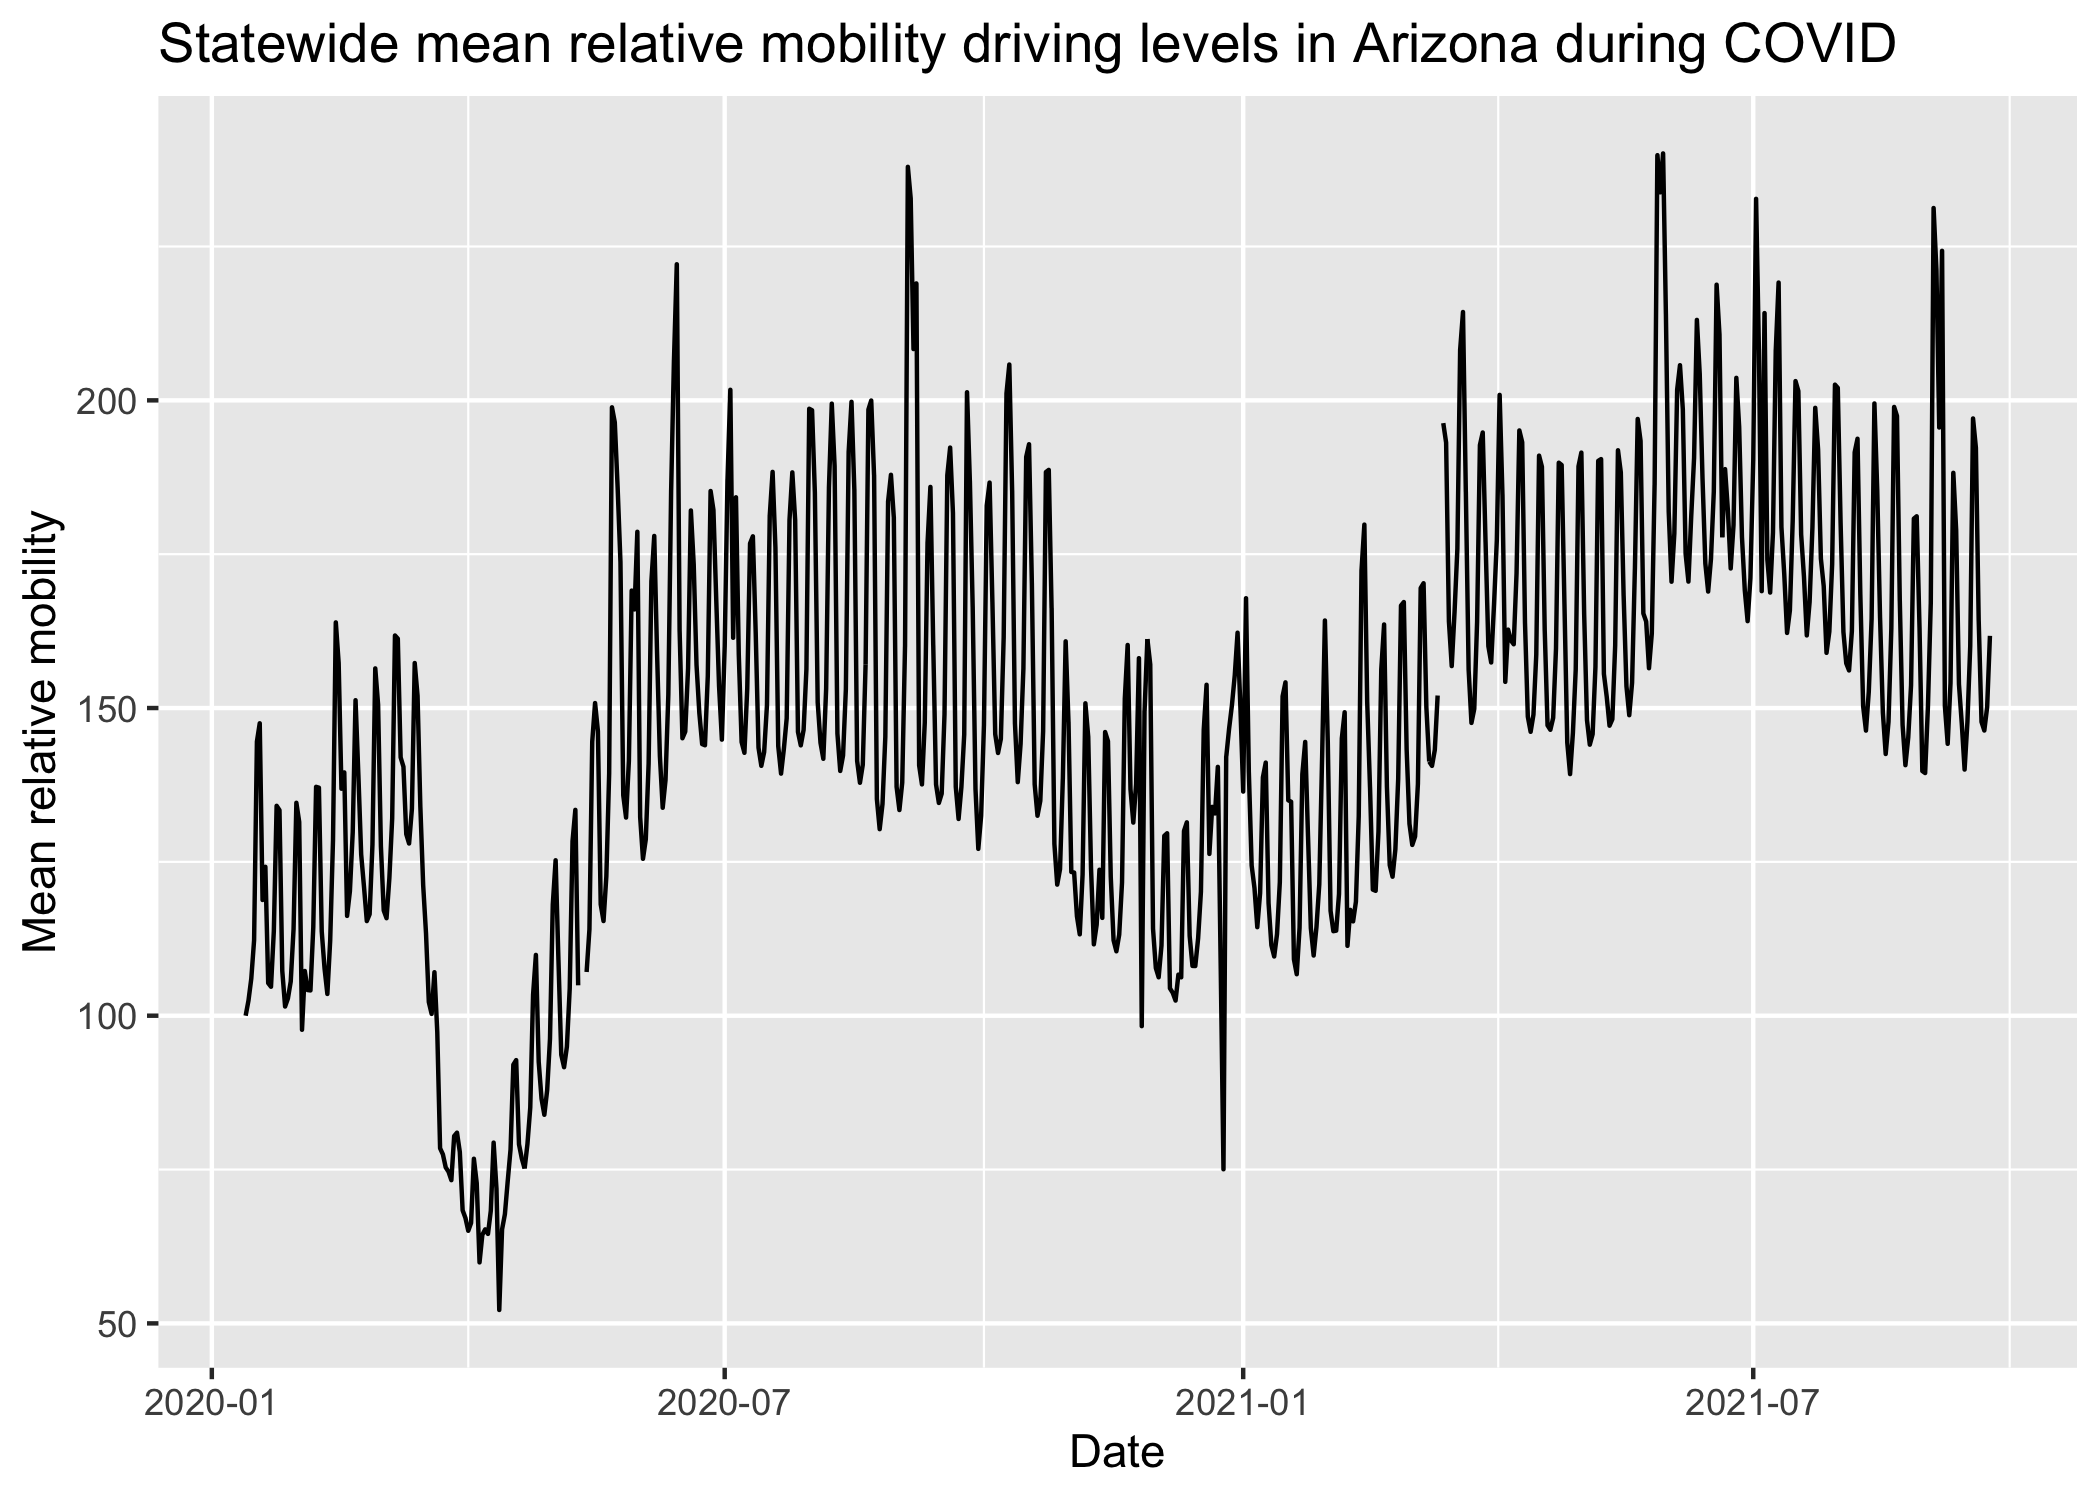 Statewide mean relative mobility driving levels in Arizona during COVID
Mean relative mobility
200
150
100
50
2020-01 2020-07 2021-01 2021-07
Date